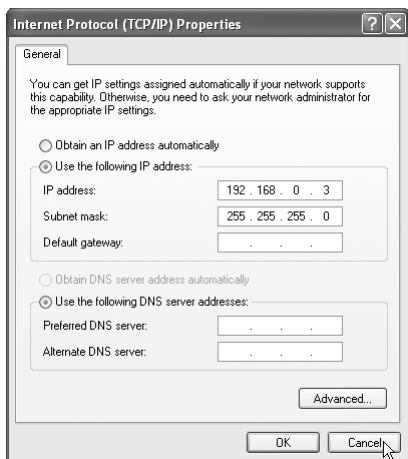 Internet Protocol (TCP/IP) Properties
General
You can get IP settings assigned automatically if your network supports
this capability. Otherwise, you need to ask your network administrator for
the appropriate IP settings.
Obtain an IP address automatically
Use the following IP address:
IP address: 192 . 168 . 0 . 3
Subnet mask: 255 . 255 . 255 . 0
Default gateway: . . .
Obtain DNS server address automatically
Use the following DNS server addresses:
Preferred DNS server: . . .
Alternate DNS server: . . .
Advanced...
OK Cancel